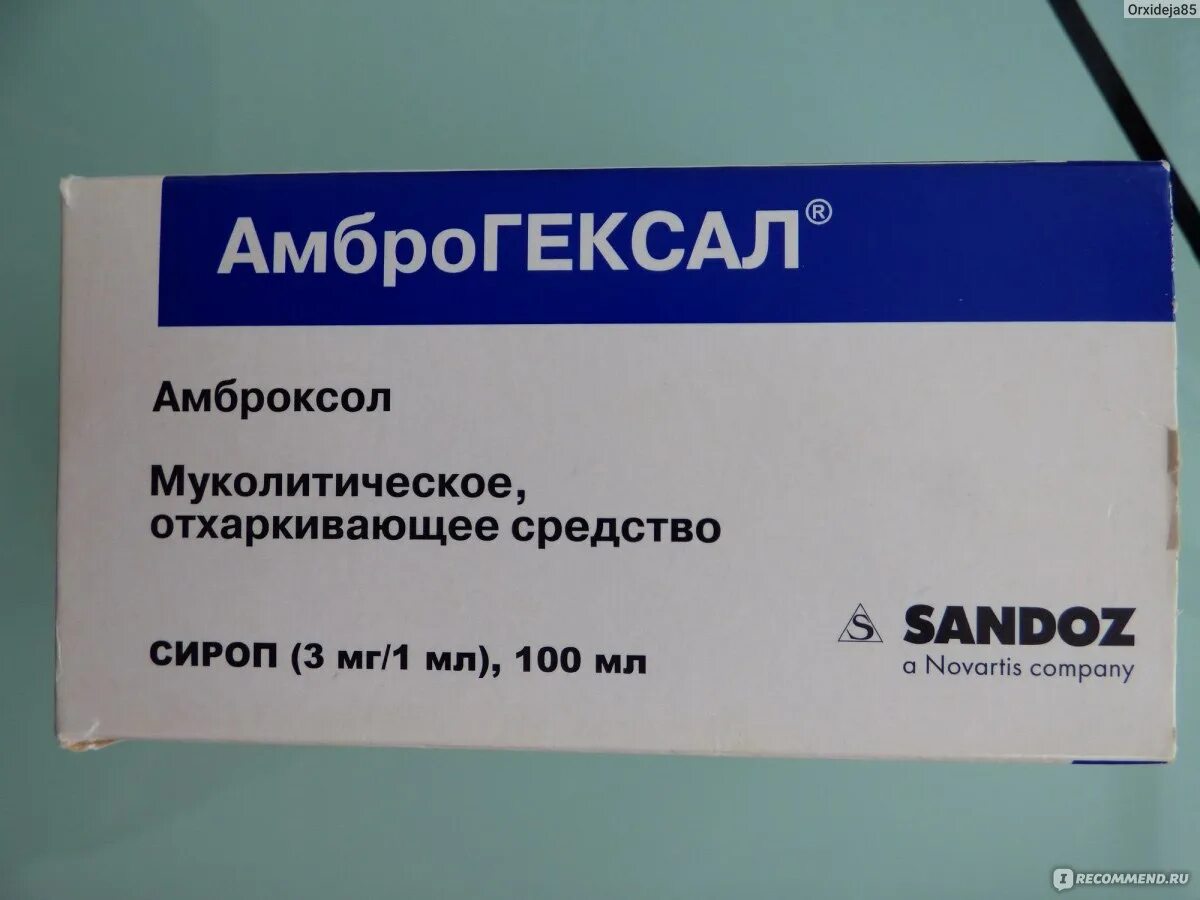 Orxideja85
АмброГЕКСАЛ®
Амброксол
Муколитическое,
отхаркивающее средство
СИРОП (3 мг/1 мл), 100 мл
S SANDOZ
a Novartis company
I RECOMMEND.RU